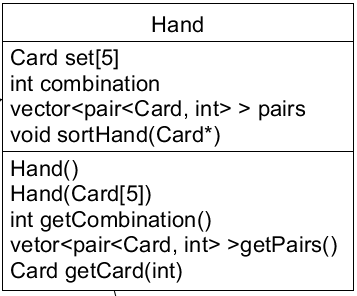 Hand
Card set[5]
int combination
vector<pair<Card, int> > pairs
void sortHand(Card*)
Hand()
Hand(Card[5])
int getCombination()
vetor<pair<Card, int> >getPairs()
Card getCard(int)